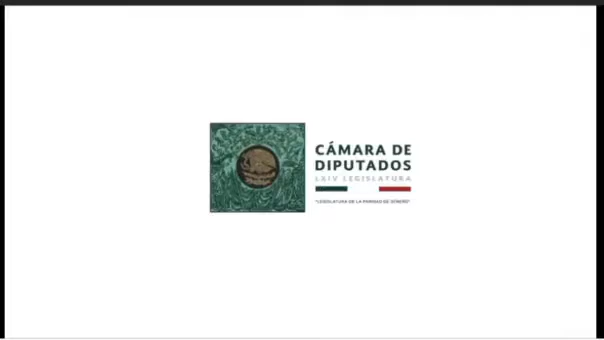 CÁMARA DE
DIPUTADOS
LXIV LEGISLATURA
"LEGISLATURA DE LA PARIDAD DE GÉNERO"